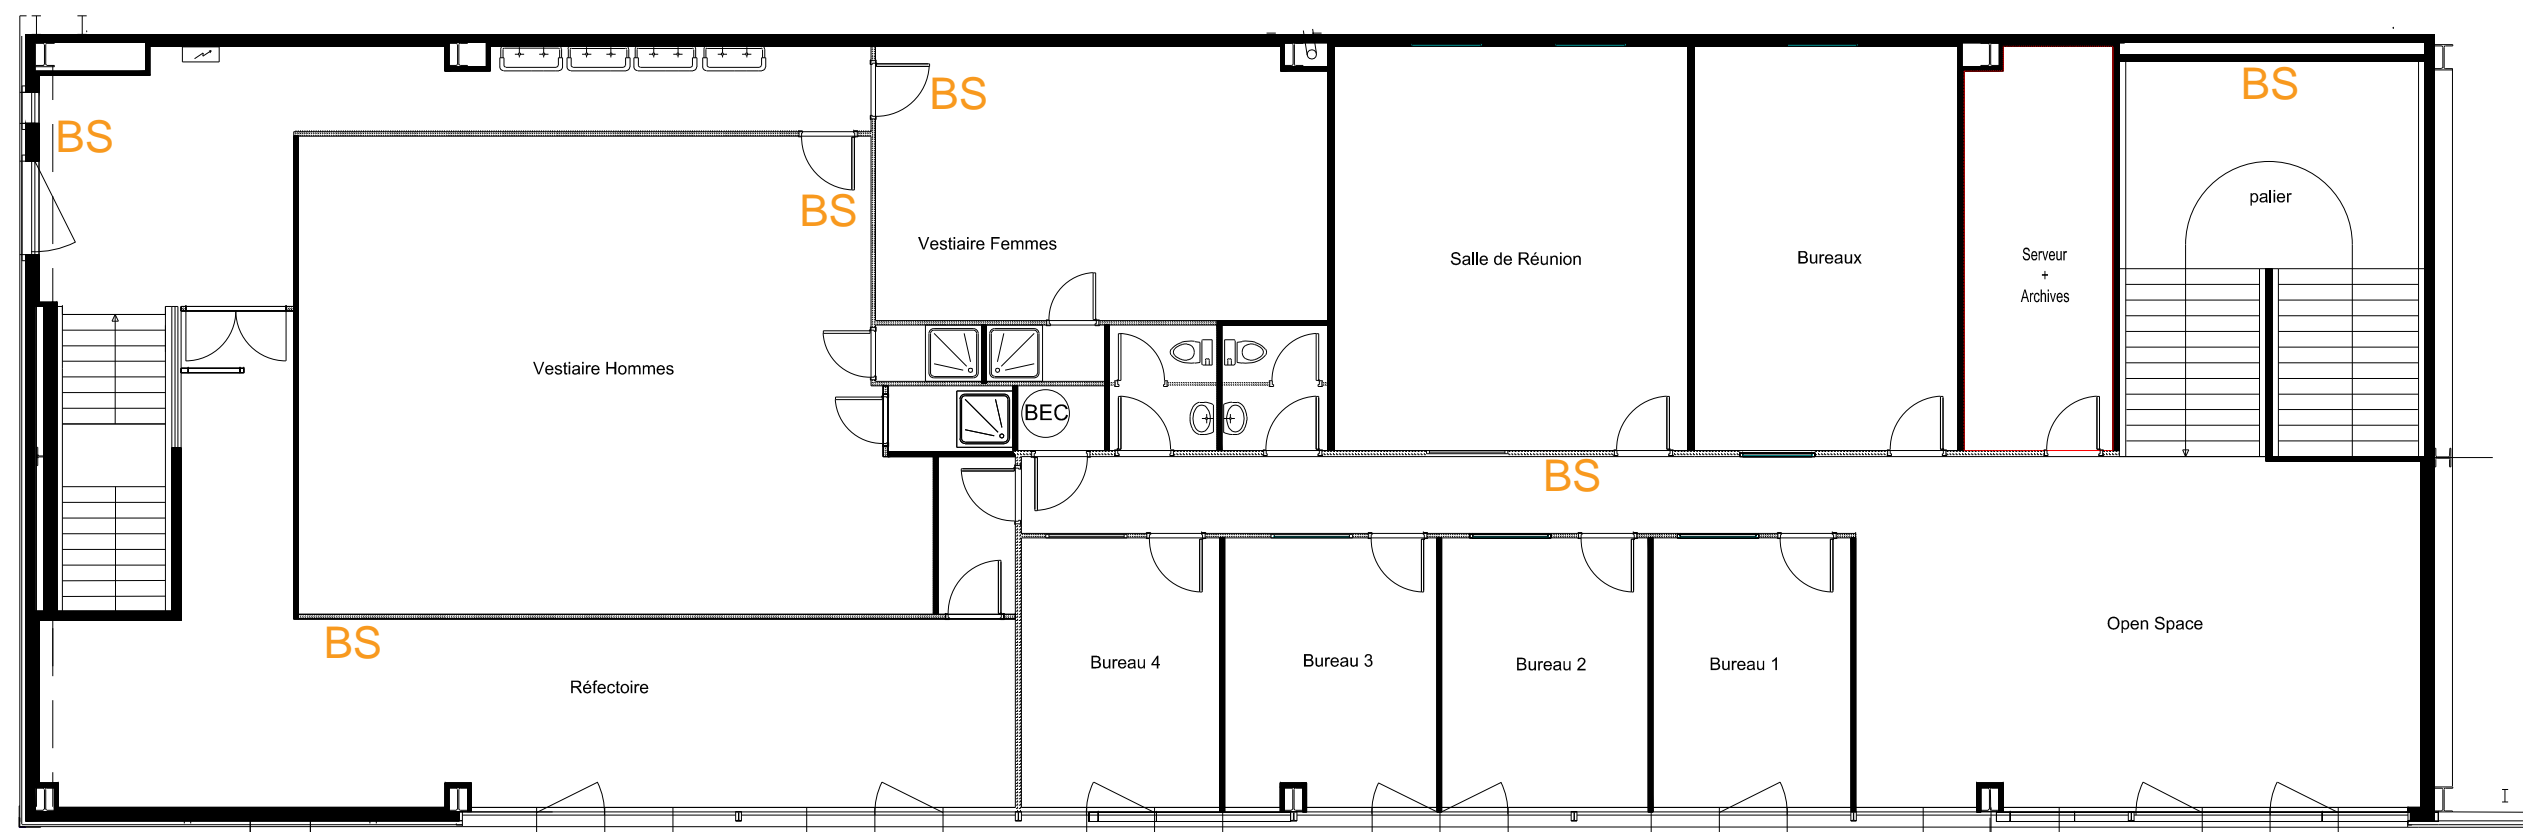 BS
BS
BS
BS
palier
Vestiaire Femmes
Salle de Réunion
Bureaux
Serveur
+
Archives
Vestiaire Hommes
BEC
BS
BS
Open Space
Réfectoire
Bureau 4
Bureau 3
Bureau 2
Bureau 1